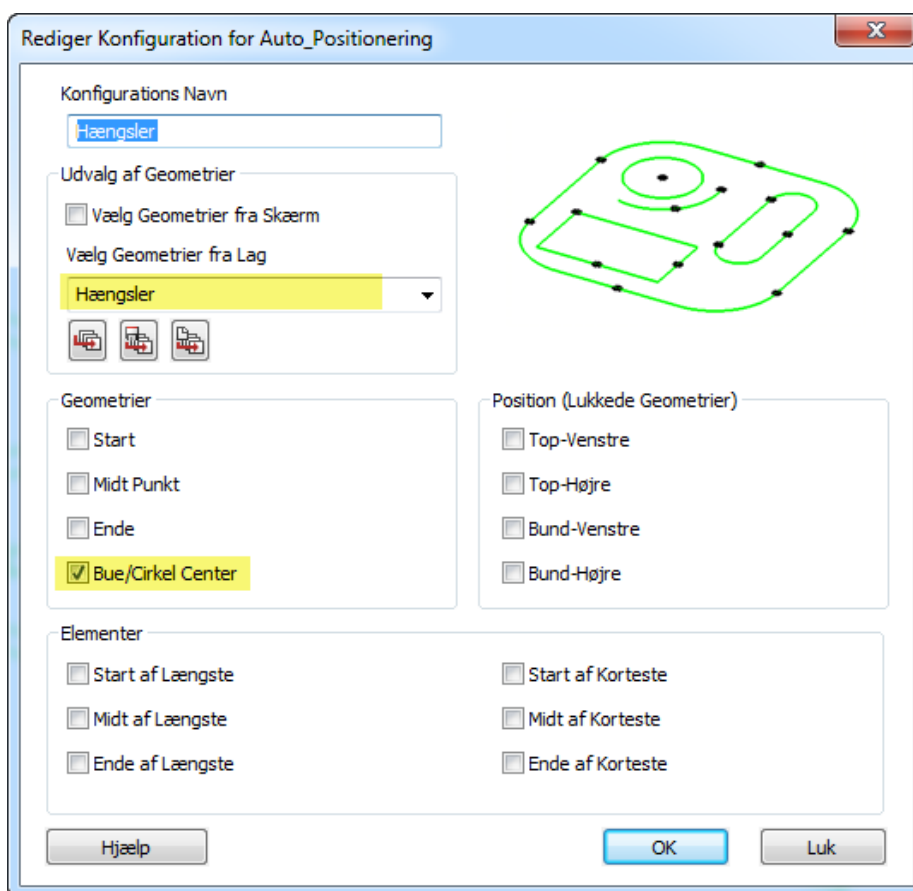 Rediger Konfiguration for Auto_Positionering
Konfigurations Navn
Hængsler
Udvalg af Geometrier
Vælg Geometrier fra Skærm
Vælg Geometrier fra Lag
Hængsler
Geometrier
Start
Midt Punkt
Ende
Bue/Cirkel Center
Position (Lukkede Geometrier)
Top-Venstre
Top-Højre
Bund-Venstre
Bund-Højre
Elementer
Start af Længste
Midt af Længste
Ende af Længste
Start af Korteste
Midt af Korteste
Ende af Korteste
Hjælp
OK
Luk